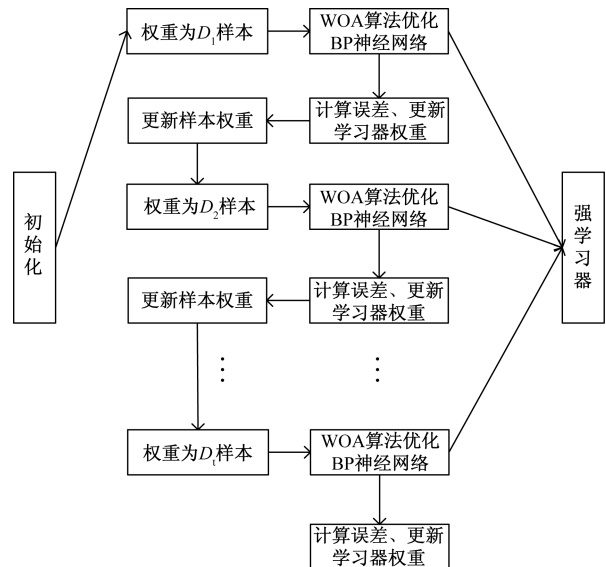 权重为D1样本
WOA算法优化
BP神经网络
更新样本权重
计算误差、更新
学习器权重
初始化
权重为D2样本
WOA算法优化
BP神经网络
强学习器
更新样本权重
计算误差、更新
学习器权重
权重为Dt样本
WOA算法优化
BP神经网络
计算误差、更新
学习器权重